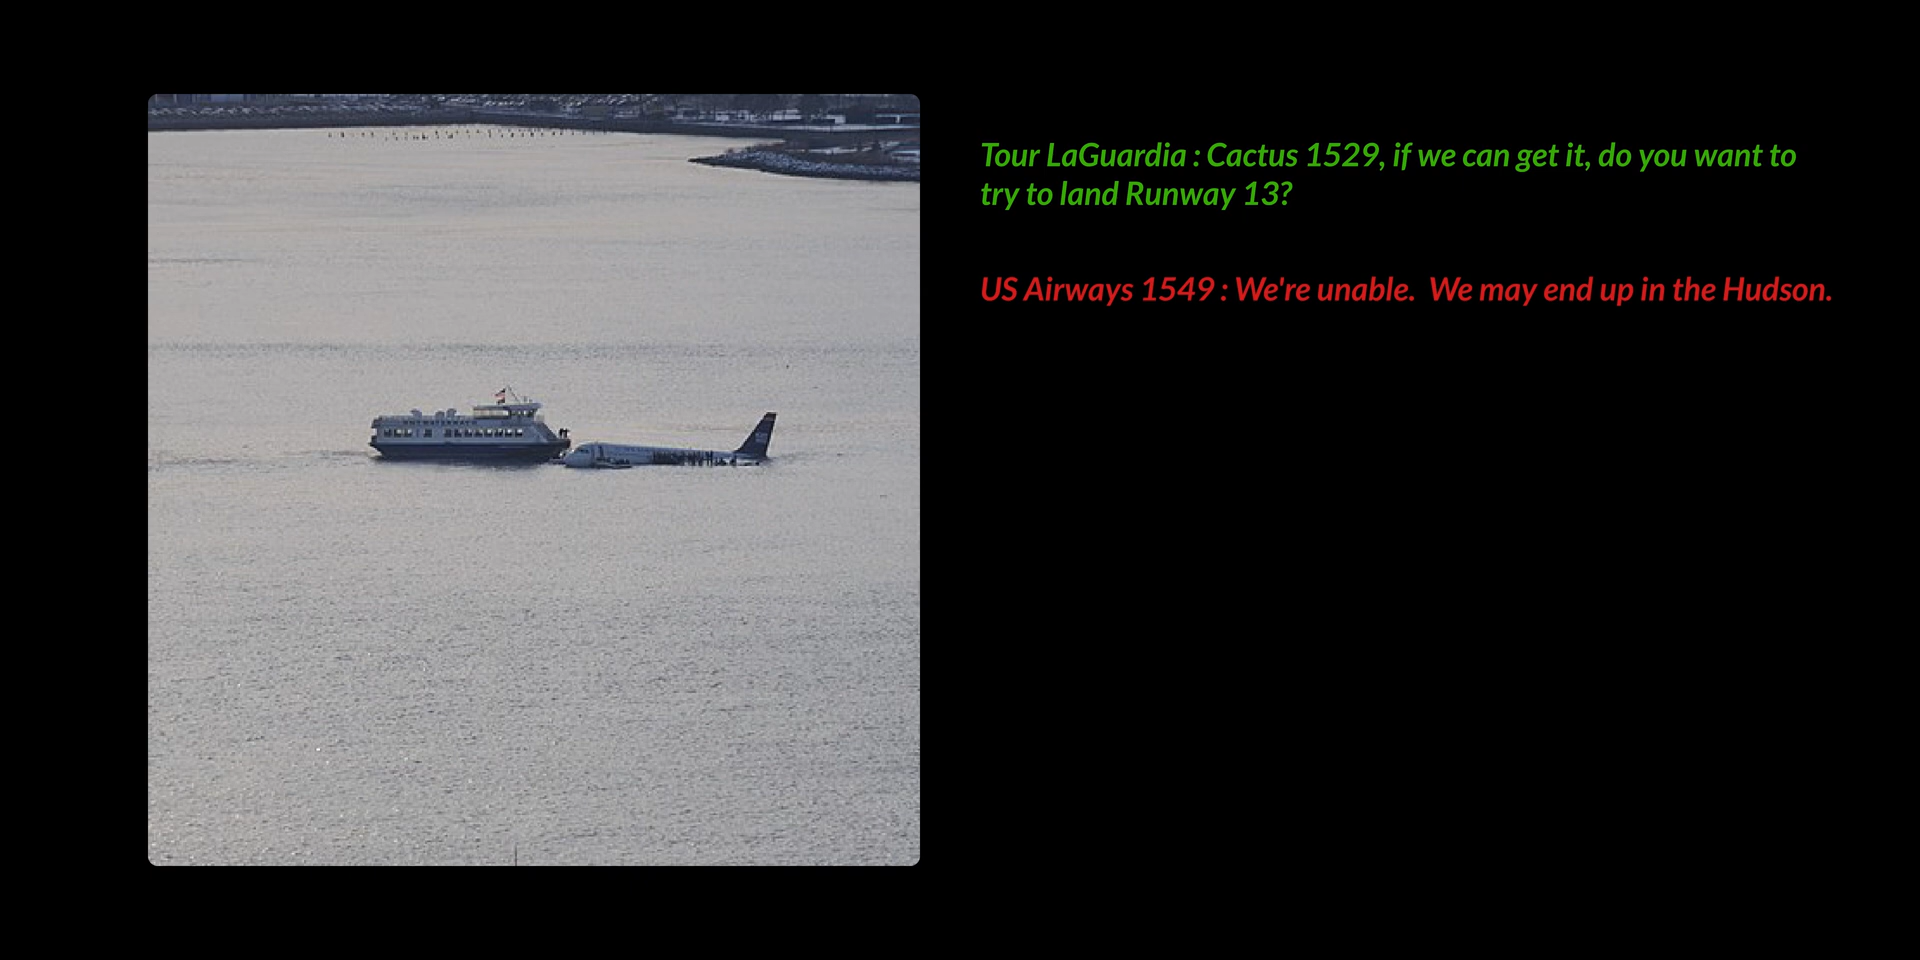 Tour LaGuardia : Cactus 1529, if we can get it, do you want to
try to land Runway 13?
US Airways 1549 : We're unable.  We may end up in the Hudson.